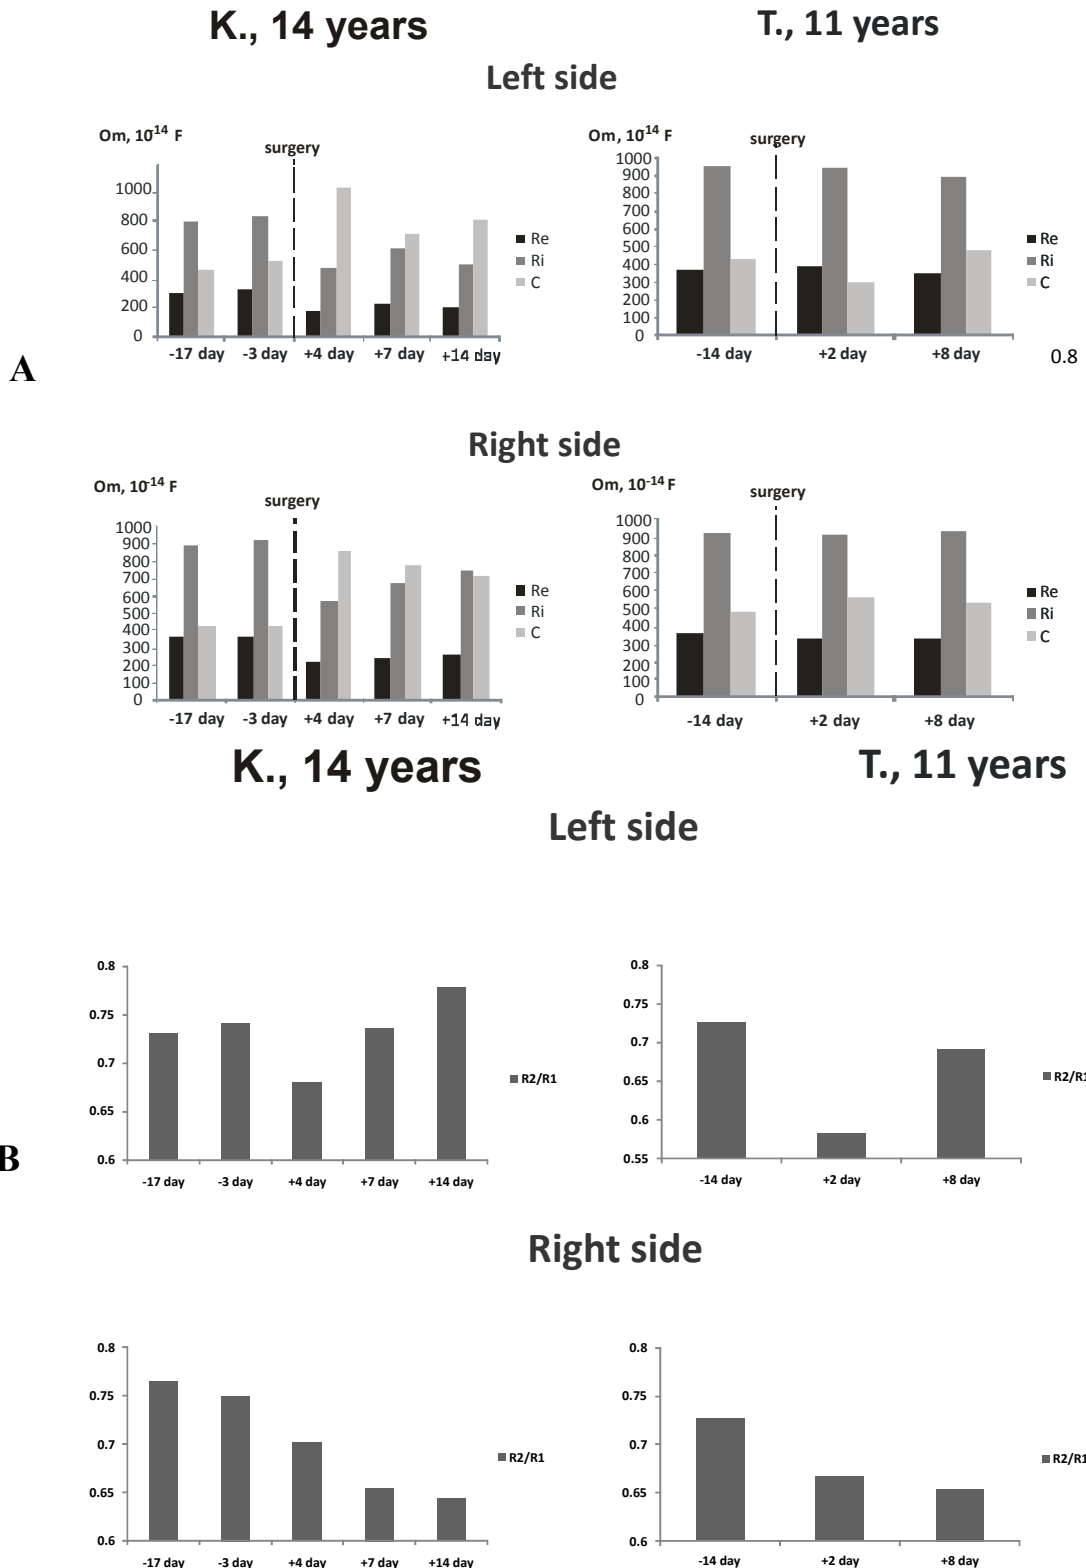 K., 14 years
T., 11 years
Left side
Om, 10⁻¹⁴ F
surgery
1000
800
600
400
200
0
-17 day
-3 day
+4 day
+7 day
+14 day
Re
Ri
C
Om, 10⁻¹⁴ F
surgery
1000
900
800
700
600
500
400
300
200
100
0
-14 day
+2 day
+8 day
Re
Ri
C
0.8
A
Right side
Om, 10⁻¹⁴ F
surgery
1000
900
800
700
600
500
400
300
200
100
0
-17 day
-3 day
+4 day
+7 day
+14 day
Re
Ri
C
Om, 10⁻¹⁴ F
surgery
1000
900
800
700
600
500
400
300
200
100
0
-14 day
+2 day
+8 day
Re
Ri
C
K., 14 years
T., 11 years
Left side
0.8
0.75
0.7
0.65
0.6
-17 day
-3 day
+4 day
+7 day
+14 day
R2/R1
0.8
0.75
0.7
0.65
0.6
0.55
-14 day
+2 day
+8 day
R2/R1
B
Right side
0.8
0.75
0.7
0.65
0.6
-17 day
-3 day
+4 day
+7 day
+14 day
R2/R1
0.8
0.75
0.7
0.65
0.6
-14 day
+2 day
+8 day
R2/R1